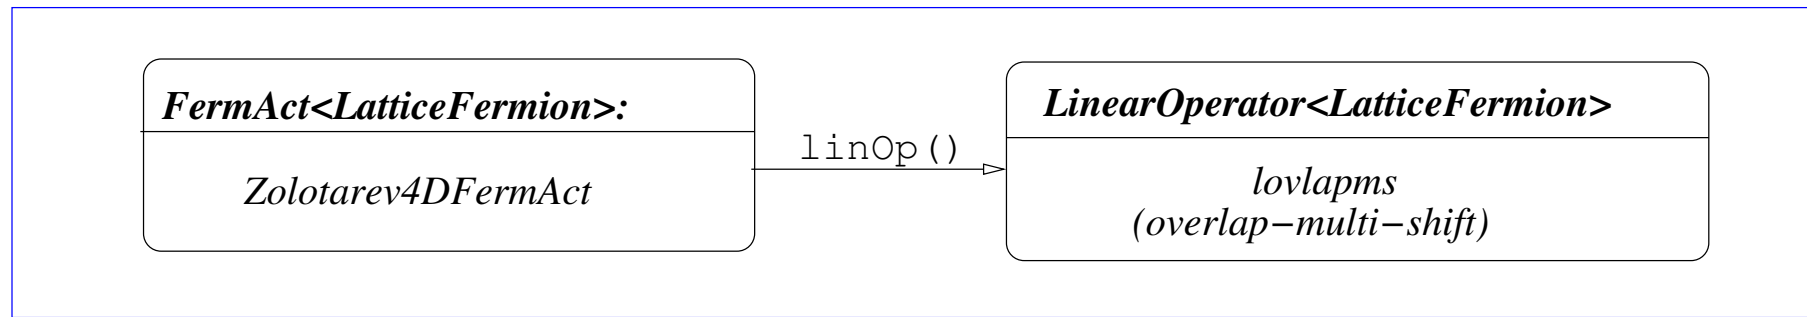 FermAct<LatticeFermion>:
Zolotarev4DFermAct
linOp()
LinearOperator<LatticeFermion>
lovlapms
(overlap−multi−shift)